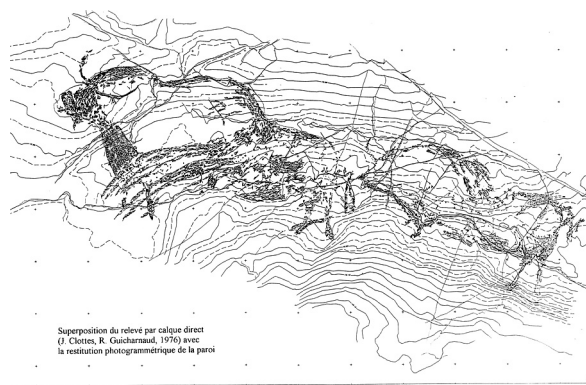 Superposition du relevé par calque direct
(J. Clottes, R. Guicharnaud, 1976) avec
la restitution photogrammétrique de la paroi